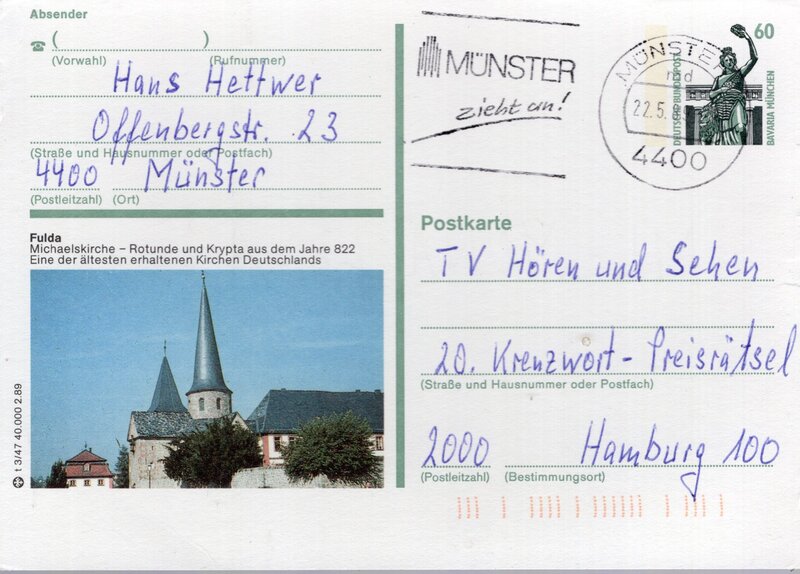 Absender
( )
(Vorwahl) (Rufnummer)
Hans Hettwer
Offenbergstr. 23
(Straße und Hausnummer oder Postfach)
4400 Münster
(Postleitzahl) (Ort)
Fulda
Michaelskirche – Rotunde und Krypta aus dem Jahre 822
Eine der ältesten erhaltenen Kirchen Deutschlands
t 3/47 40.000 2.89
MÜNSTER
zieht an!
MÜNSTER
22.5.
4400
60
DEUTSCHE BUNDESPOST
BAVARIA MÜNCHEN
Postkarte
TV Hören und Sehen
20. Kreuzwort-Preisrätsel
(Straße und Hausnummer oder Postfach)
2000 Hamburg 100
(Postleitzahl) (Bestimmungsort)